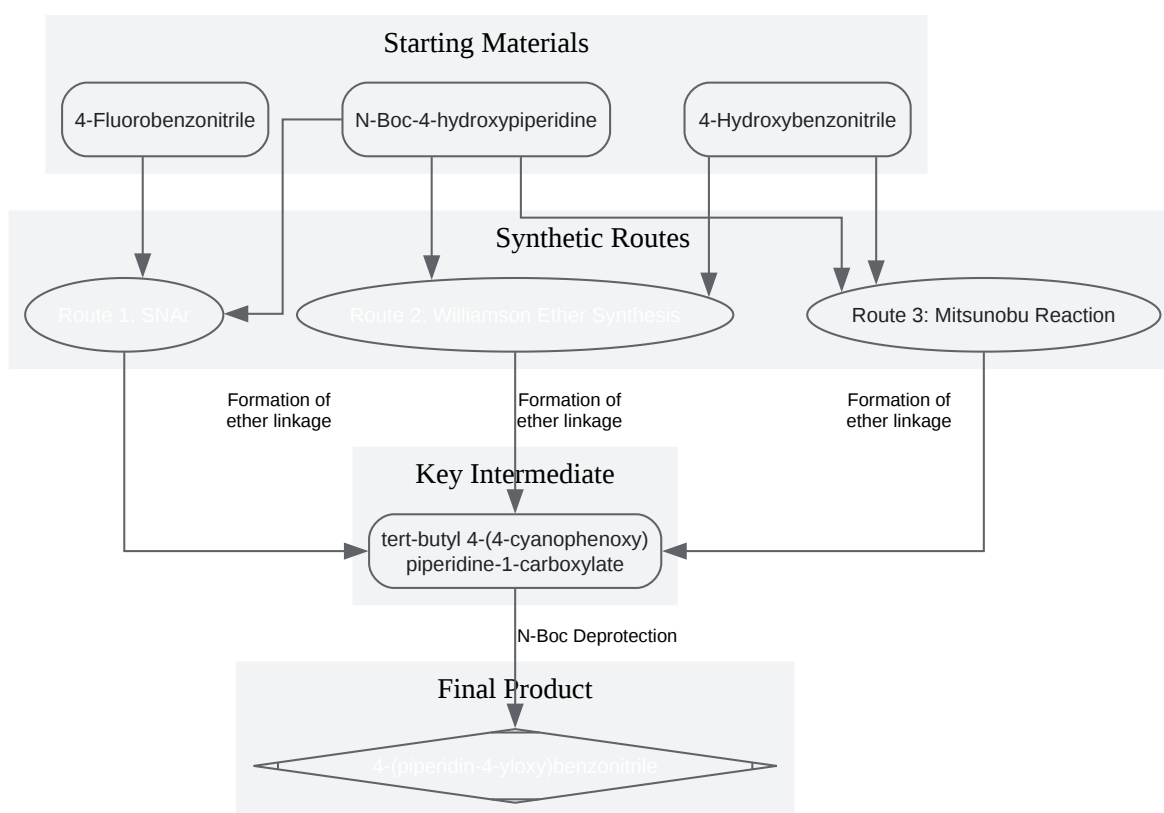 Starting Materials
4-Fluorobenzonitrile
N-Boc-4-hydroxypiperidine
4-Hydroxybenzonitrile
Synthetic Routes
Route 1: SNAr
Route 2: Williamson Ether Synthesis
Route 3: Mitsunobu Reaction
Formation of
ether linkage
Formation of
ether linkage
Formation of
ether linkage
Key Intermediate
tert-butyl 4-(4-cyanophenoxy)
piperidine-1-carboxylate
N-Boc Deprotection
Final Product
4-(piperidin-4-yloxy)benzonitrile